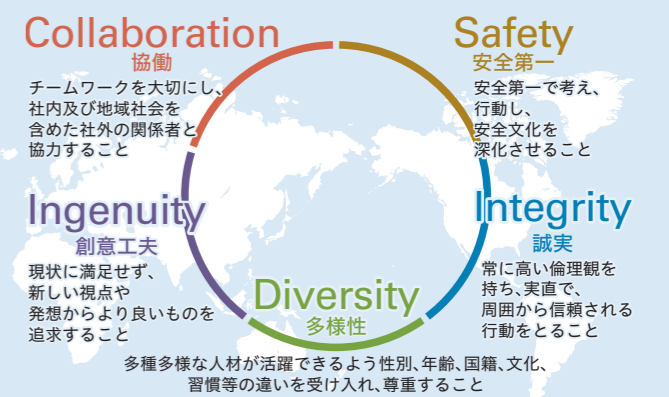 Collaboration
協働
チームワークを大切にし、
社内及び地域社会を
含めた社外の関係者と
協力すること
Safety
安全第一
安全第一で考え、
行動し、
安全文化を
深化させること
Ingenuity
創意工夫
現状に満足せず、
新しい視点や
発想からより良いものを
追求すること
Integrity
誠実
常に高い倫理観を
持ち、実直で、
周囲から信頼される
行動をとること
Diversity
多様性
多種多様な人材が活躍できるよう性別、年齢、国籍、文化、
習慣等の違いを受け入れ、尊重すること